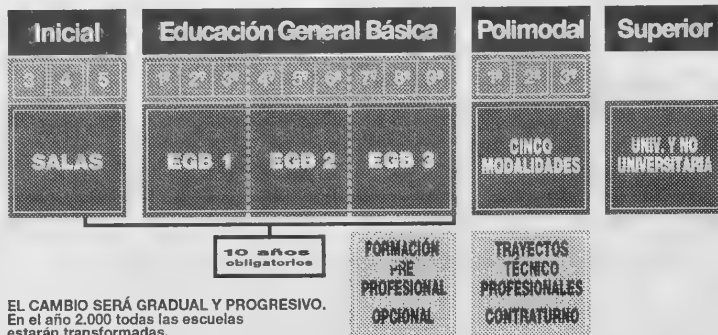 Inicial
Educación General Básica
Polimodal
Superior
3 4 5
1º 2º 3º 4º 5º 6º 7º 8º 9º
1º 2º 3º
SALAS
EGB 1
EGB 2
EGB 3
CINCO
MODALIDADES
UNIV. Y NO
UNIVERSITARIA
10 años
obligatorios
FORMACIÓN
PRE
PROFESIONAL
OPCIONAL
TRAYECTOS
TÉCNICO
PROFESIONALES
CONTRATURNO
EL CAMBIO SERÁ GRADUAL Y PROGRESIVO.
En el año 2.000 todas las escuelas
estarán transformadas.